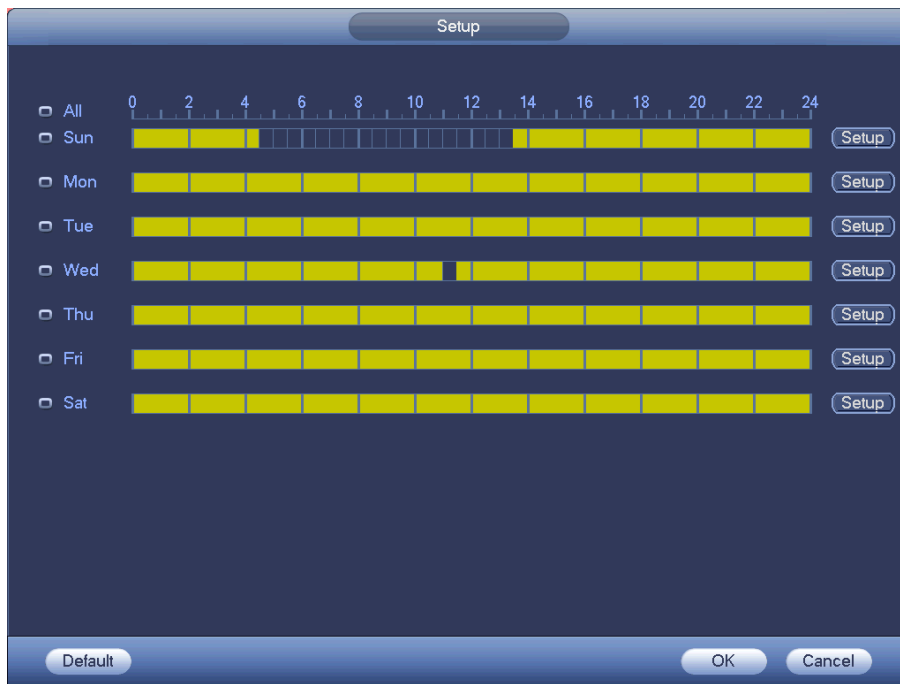 Setup
All 0 2 4 6 8 10 12 14 16 18 20 22 24
Sun Setup
Mon Setup
Tue Setup
Wed Setup
Thu Setup
Fri Setup
Sat Setup
Default OK Cancel